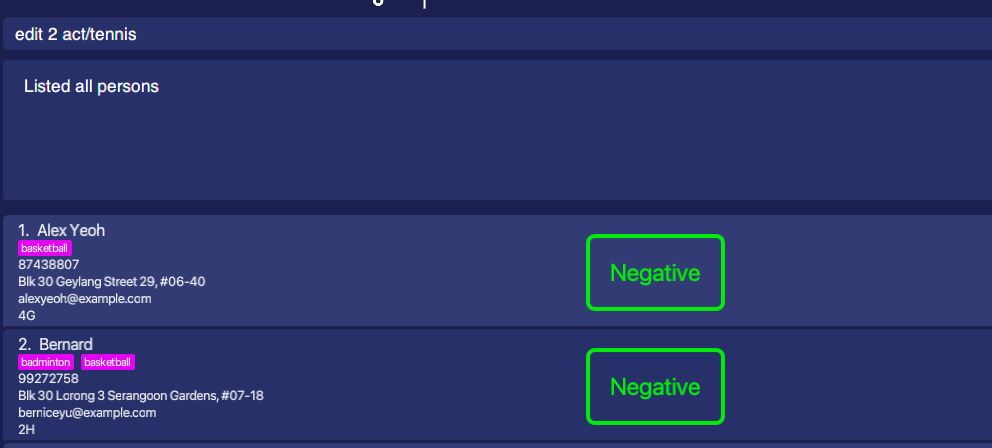 edit 2 act/tennis
Listed all persons
1. Alex Yeoh
basketball
87438807
Blk 30 Geylang Street 29, #06-40
alexyeoh@example.com
4G
Negative
2. Bernard
badminton basketball
99272758
Blk 30 Lorong 3 Serangoon Gardens, #07-18
berniceyu@example.com
2H
Negative